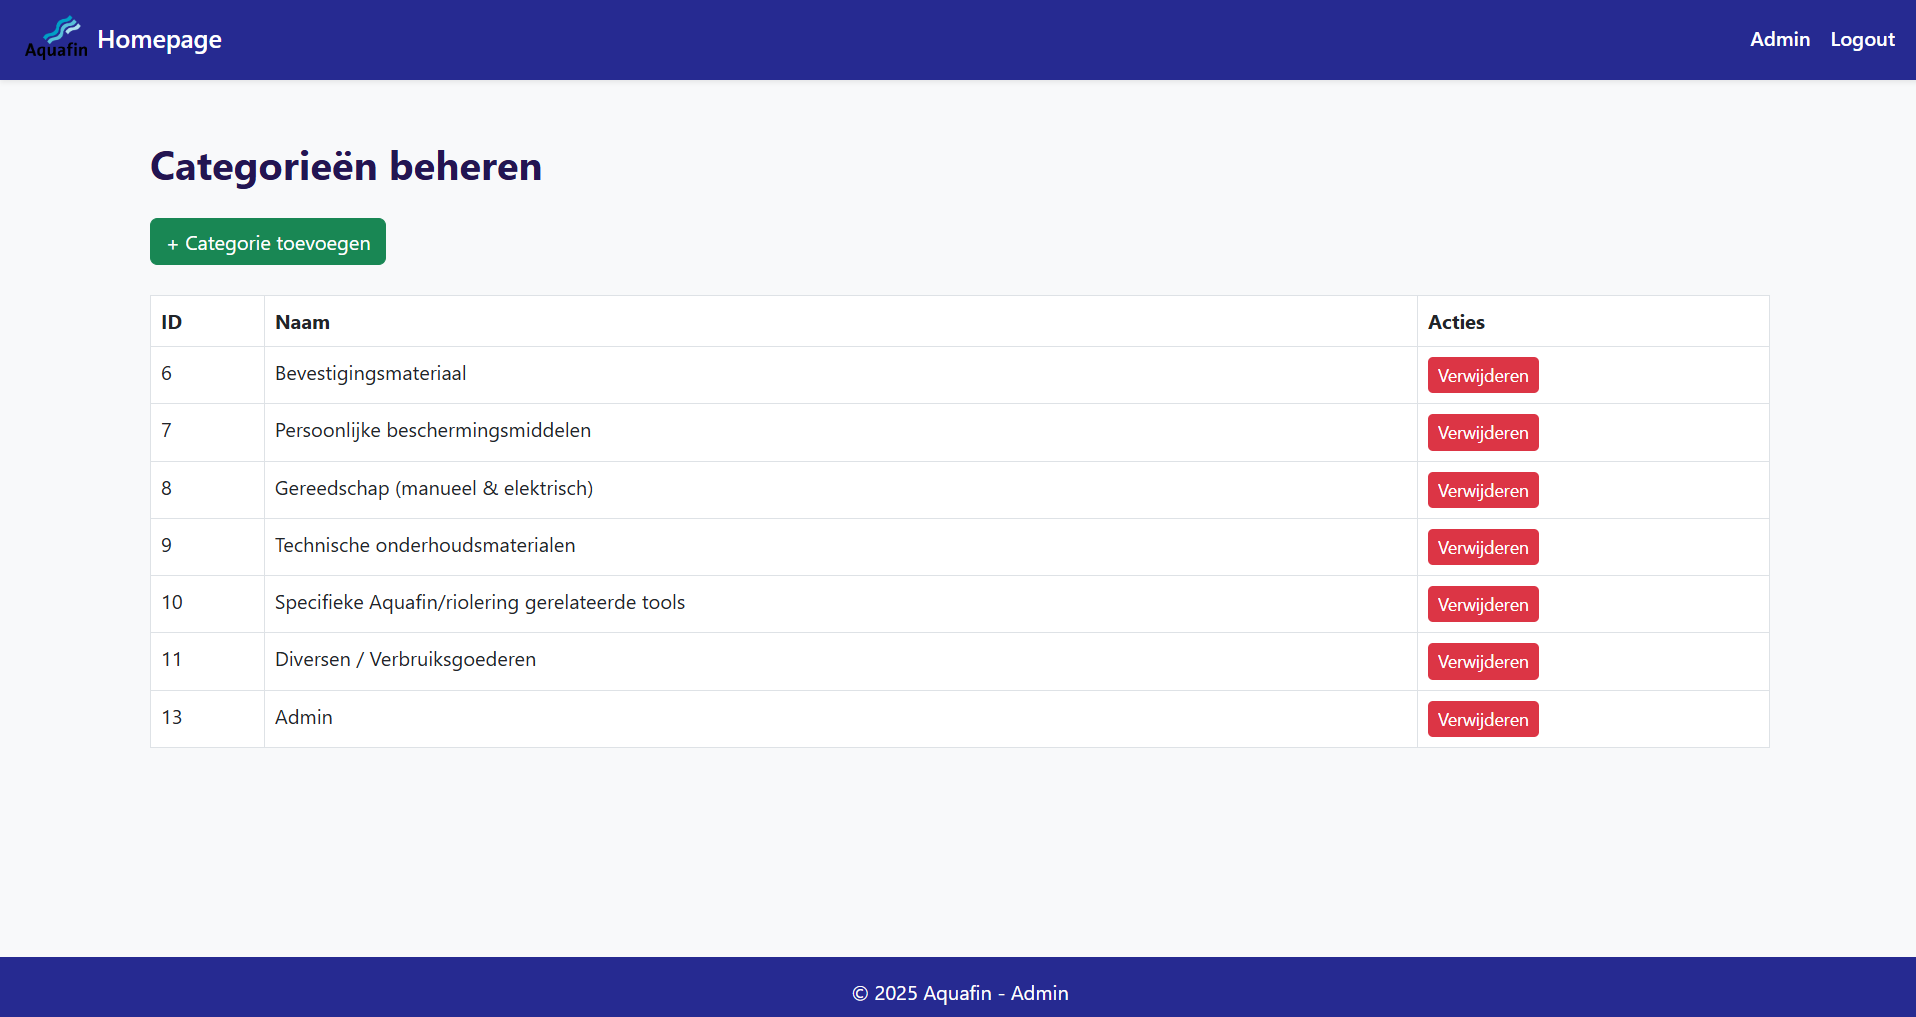 Aquafin Homepage Admin Logout
Categorieën beheren
+ Categorie toevoegen
ID Naam Acties
6 Bevestigingsmateriaal Verwijderen
7 Persoonlijke beschermingsmiddelen Verwijderen
8 Gereedschap (manueel & elektrisch) Verwijderen
9 Technische onderhoudsmaterialen Verwijderen
10 Specifieke Aquafin/riolering gerelateerde tools Verwijderen
11 Diversen / Verbruiksgoederen Verwijderen
13 Admin Verwijderen
© 2025 Aquafin - Admin